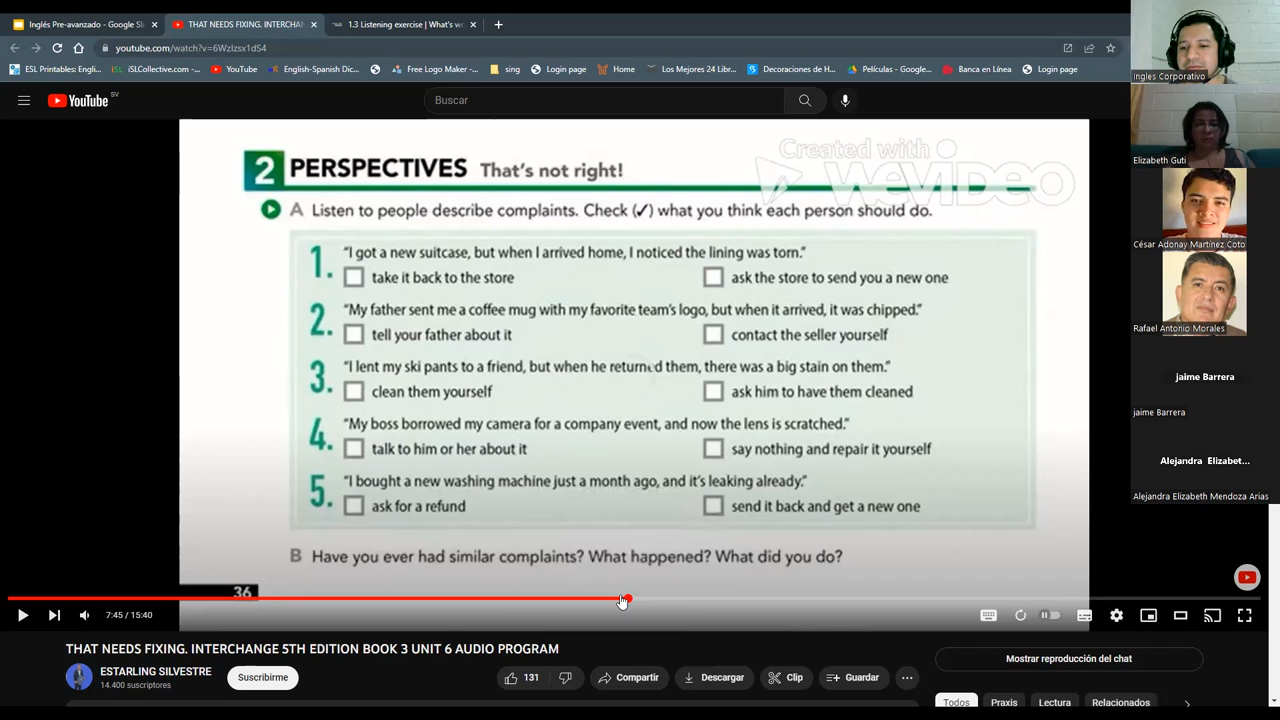 Inglés Pre-avanzado - Google Sli
THAT NEEDS FIXING. INTERCHAN
1.3 Listening exercise | What's w
youtube.com/watch?v=6WzIzsx1dS4
ESL Printables: Engli...
iSLCollective.com -...
YouTube
English-Spanish Dic...
Free Logo Maker -...
sing
Login page
Home
Los Mejores 24 Libr...
Decoraciones de H...
Películas - Google...
Banca en Línea
Login page
YouTube SV
Buscar
Created with
WEVIDEO
2 PERSPECTIVES That's not right!
A Listen to people describe complaints. Check (✓) what you think each person should do.
1. "I got a new suitcase, but when I arrived home, I noticed the lining was torn."
take it back to the store
ask the store to send you a new one
2. "My father sent me a coffee mug with my favorite team's logo, but when it arrived, it was chipped."
tell your father about it
contact the seller yourself
3. "I lent my ski pants to a friend, but when he returned them, there was a big stain on them."
clean them yourself
ask him to have them cleaned
4. "My boss borrowed my camera for a company event, and now the lens is scratched."
talk to him or her about it
say nothing and repair it yourself
5. "I bought a new washing machine just a month ago, and it's leaking already."
ask for a refund
send it back and get a new one
B Have you ever had similar complaints? What happened? What did you do?
36
7:45 / 15:40
THAT NEEDS FIXING. INTERCHANGE 5TH EDITION BOOK 3 UNIT 6 AUDIO PROGRAM
ESTARLING SILVESTRE
14.400 suscriptores
Suscribirme
131
Compartir
Descargar
Clip
Guardar
Mostrar reproducción del chat
Todos
Praxis
Lectura
Relacionados
Ingles Corporativo
Elizabeth Guti
César Adonay Martínez Coto
Rafael Antonio Morales
jaime Barrera
jaime Barrera
Alejandra Elizabet...
Alejandra Elizabeth Mendoza Arias